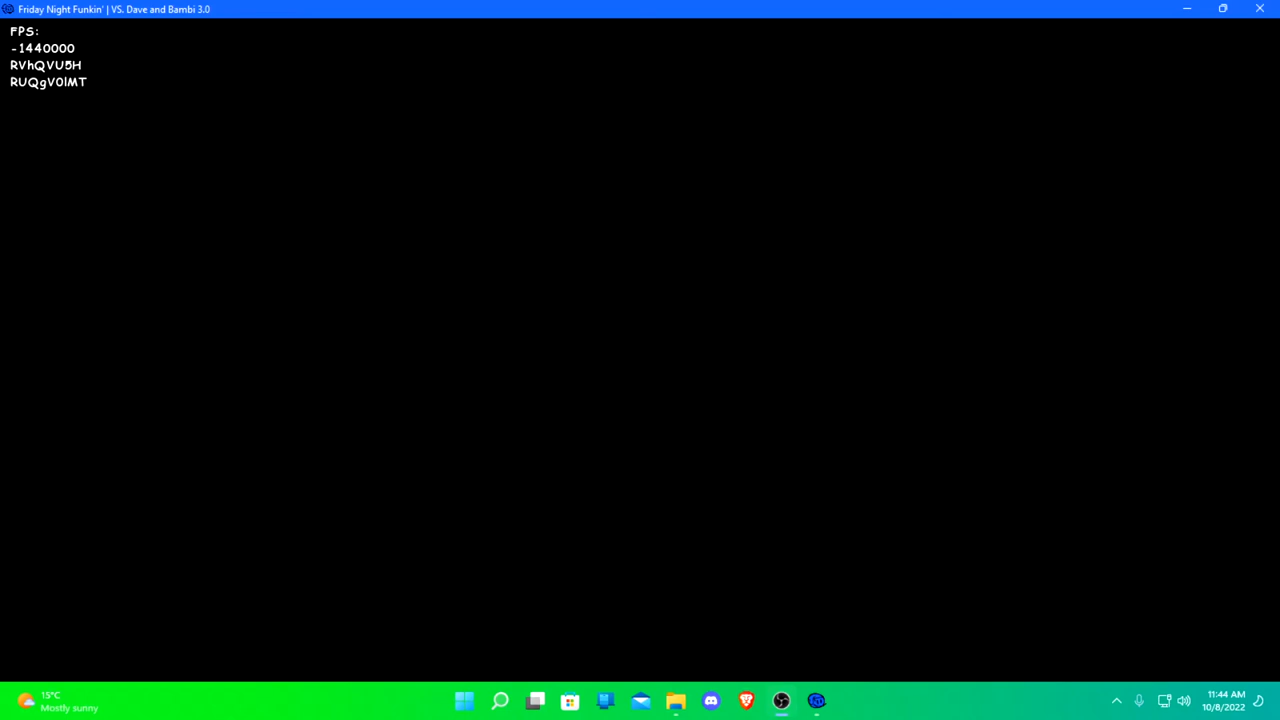 Friday Night Funkin' | VS. Dave and Bambi 3.0
FPS:
-1440000
RVhQVU5H
RUQgV0lMT
15°C
Mostly sunny
11:44 AM
10/8/2022